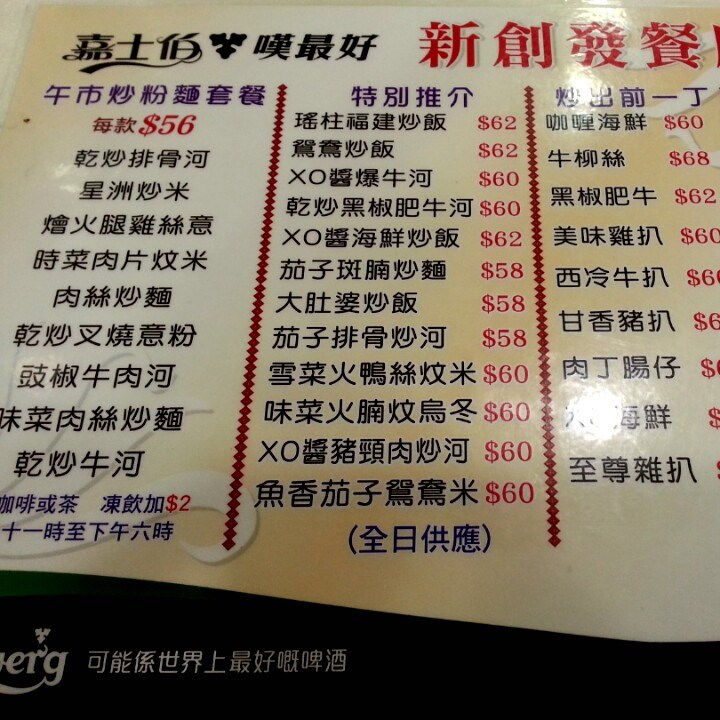 嘉士伯 嘆最好
新創發餐
午市炒粉麵套餐
每款$56
乾炒排骨河
星洲炒米
燴火腿雞絲意
時菜肉片炆米
肉絲炒麵
乾炒叉燒意粉
豉椒牛肉河
味菜肉絲炒麵
乾炒牛河
咖啡或茶 凍飲加$2
十一時至下午六時
特別推介
瑤柱福建炒飯 $62
鴛鴦炒飯 $62
XO醬爆牛河 $60
乾炒黑椒肥牛河 $60
XO醬海鮮炒飯 $62
茄子斑腩炒麵 $58
大肚婆炒飯 $58
茄子排骨炒河 $58
雪菜火鴨絲炆米 $60
味菜火腩炆烏冬 $60
XO醬豬頸肉炒河 $60
魚香茄子鴛鴦米 $60
(全日供應)
炒出前一丁
咖喱海鮮 $60
牛柳絲 $68
黑椒肥牛 $62
美味雞扒 $60
西冷牛扒
甘香豬扒
肉丁腸仔
海鮮
至尊雜扒
可能係世界上最好嘅啤酒